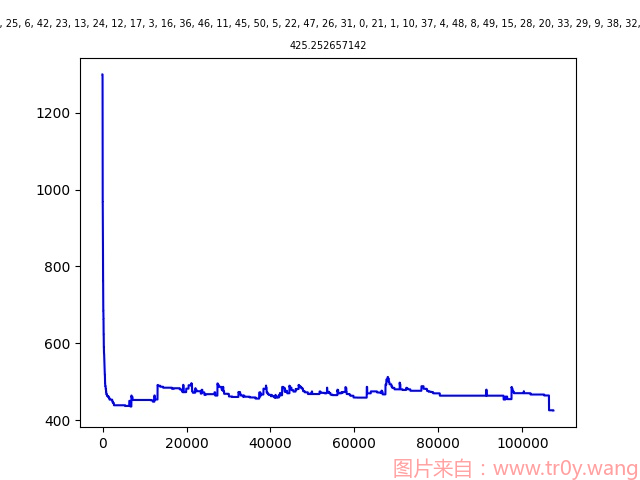 , 25, 6, 42, 23, 13, 24, 12, 17, 3, 16, 36, 46, 11, 45, 50, 5, 22, 47, 26, 31, 0, 21, 1, 10, 37, 4, 48, 8, 49, 15, 28, 20, 33, 29, 9, 38, 32,
425.252657142
1200
1000
800
600
400
0 20000 40000 60000 80000 100000
图片来自：www.tr0y.wang